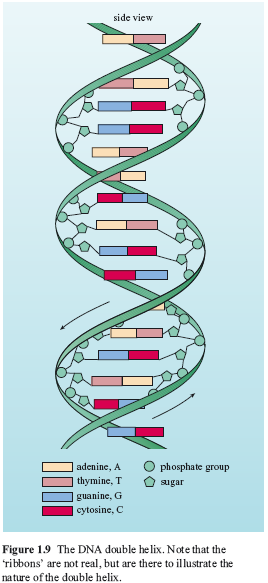 side view
adenine, A
thymine, T
guanine, G
cytosine, C
phosphate group
sugar
Figure 1.9 The DNA double helix. Note that the
‘ribbons’ are not real, but are there to illustrate the
nature of the double helix.